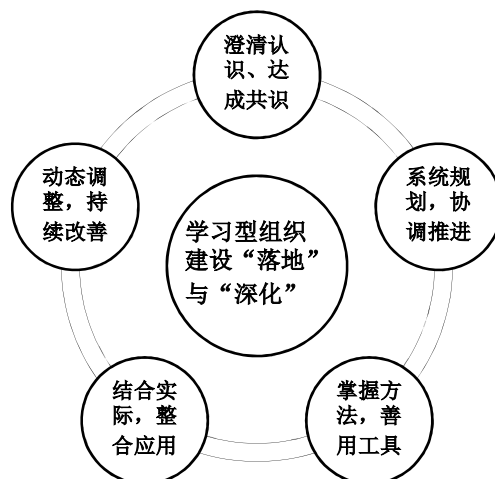 澄清认
识、达
成共识
系统规
划，协
调推进
掌握方
法，善
用工具
结合实
际，整
合应用
动态调
整，持
续改善
学习型组织
建设“落地”
与“深化”